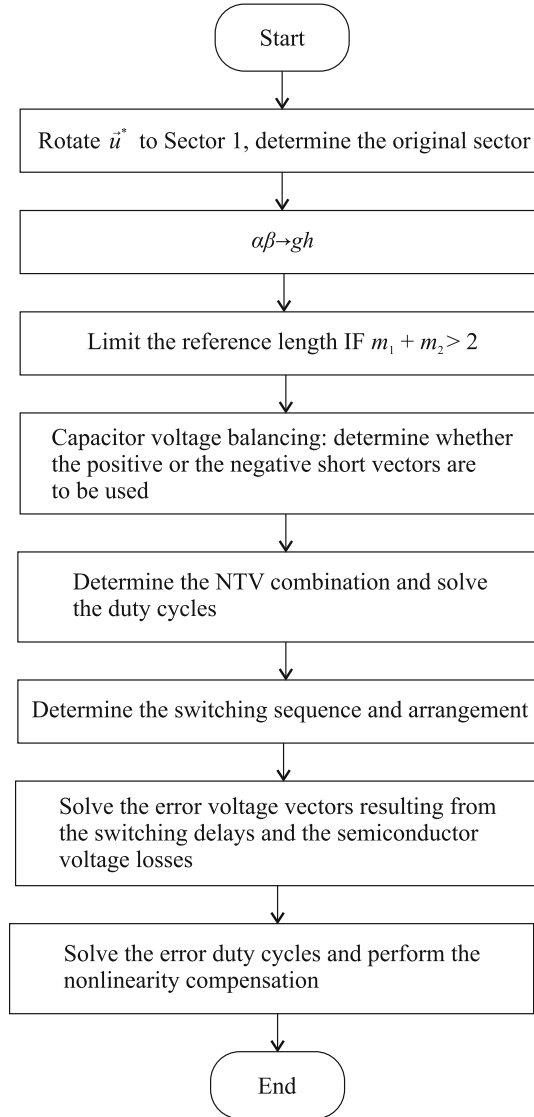 Start
Rotate u⃗* to Sector 1, determine the original sector
αβ→gh
Limit the reference length IF m₁ + m₂ > 2
Capacitor voltage balancing: determine whether
the positive or the negative short vectors are
to be used
Determine the NTV combination and solve
the duty cycles
Determine the switching sequence and arrangement
Solve the error voltage vectors resulting from
the switching delays and the semiconductor
voltage losses
Solve the error duty cycles and perform the
nonlinearity compensation
End